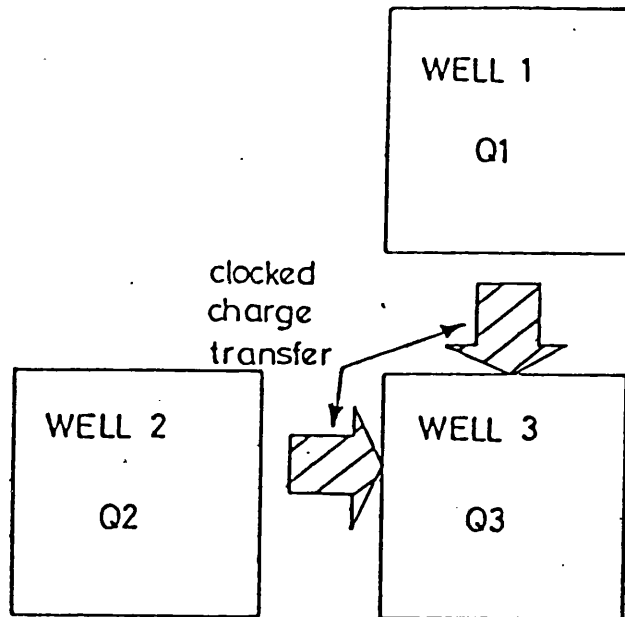 WELL 1
Q1
clocked
charge
transfer
WELL 2
Q2
WELL 3
Q3